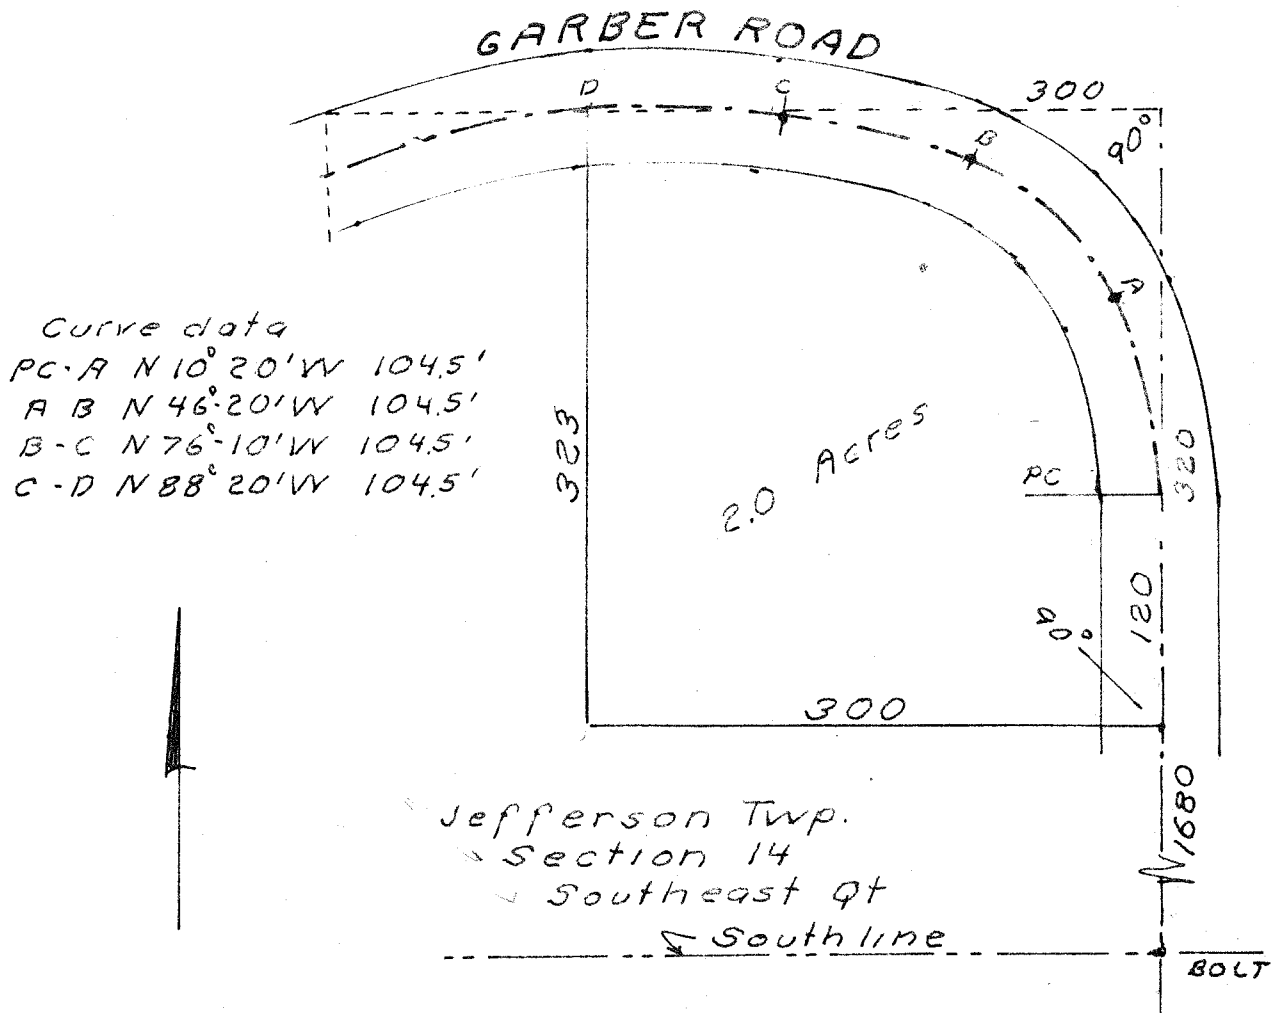 GARBER ROAD
D
C
300
90°
B
A
Curve data
PC·A N 10° 20' W 104.5'
A B N 46°-20' W 104.5'
B-C N 76°-10' W 104.5'
C-D N 88° 20' W 104.5'
323
2.0 Acres
PC
320
120
90°
300
1680
Jefferson Twp.
Section 14
Southeast Qt
South line
BOLT